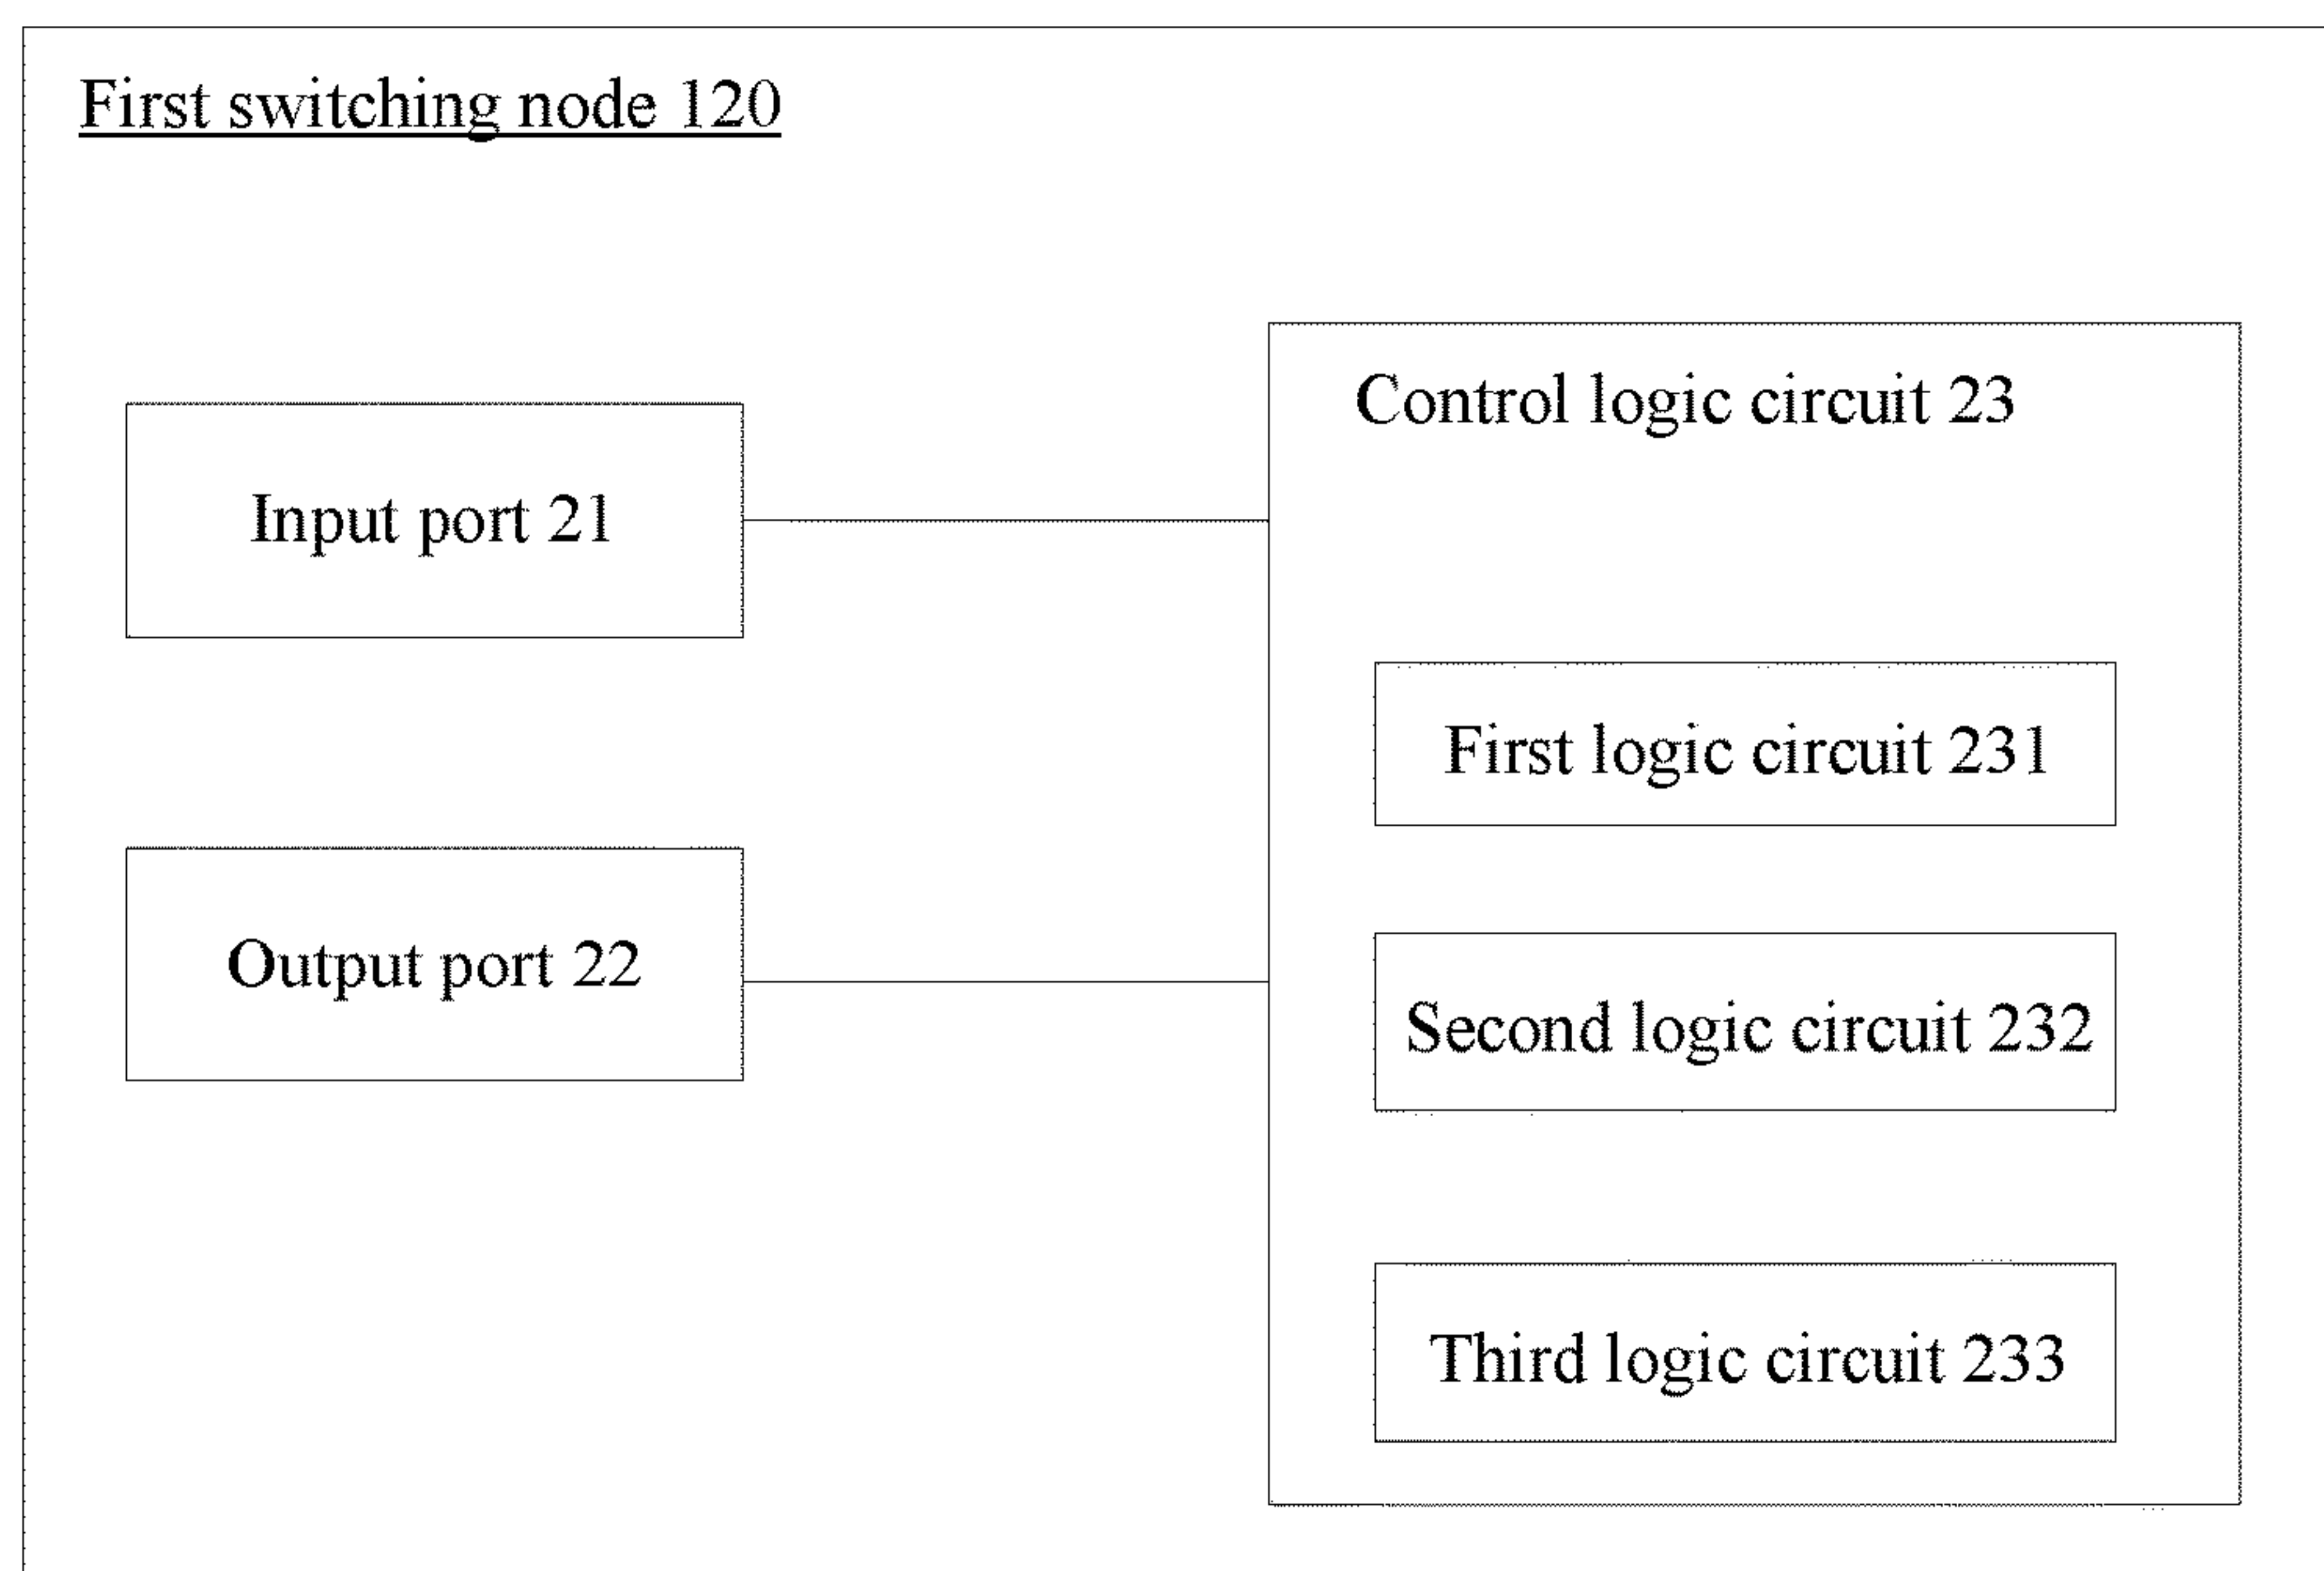 First switching node 120
Control logic circuit 23
Input port 21
First logic circuit 231
Output port 22
Second logic circuit 232
Third logic circuit 233